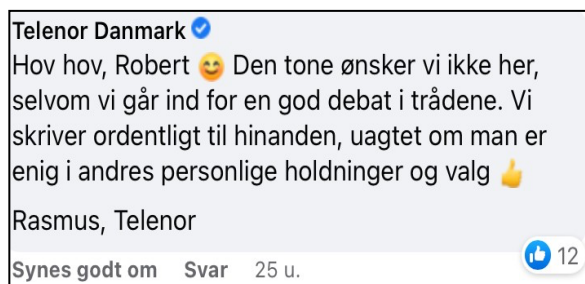 Telenor Danmark
Hov hov, Robert 😊 Den tone ønsker vi ikke her,
selvom vi går ind for en god debat i trådene. Vi
skriver ordentligt til hinanden, uagtet om man er
enig i andres personlige holdninger og valg 👍
Rasmus, Telenor
Synes godt om Svar 25 u. 12